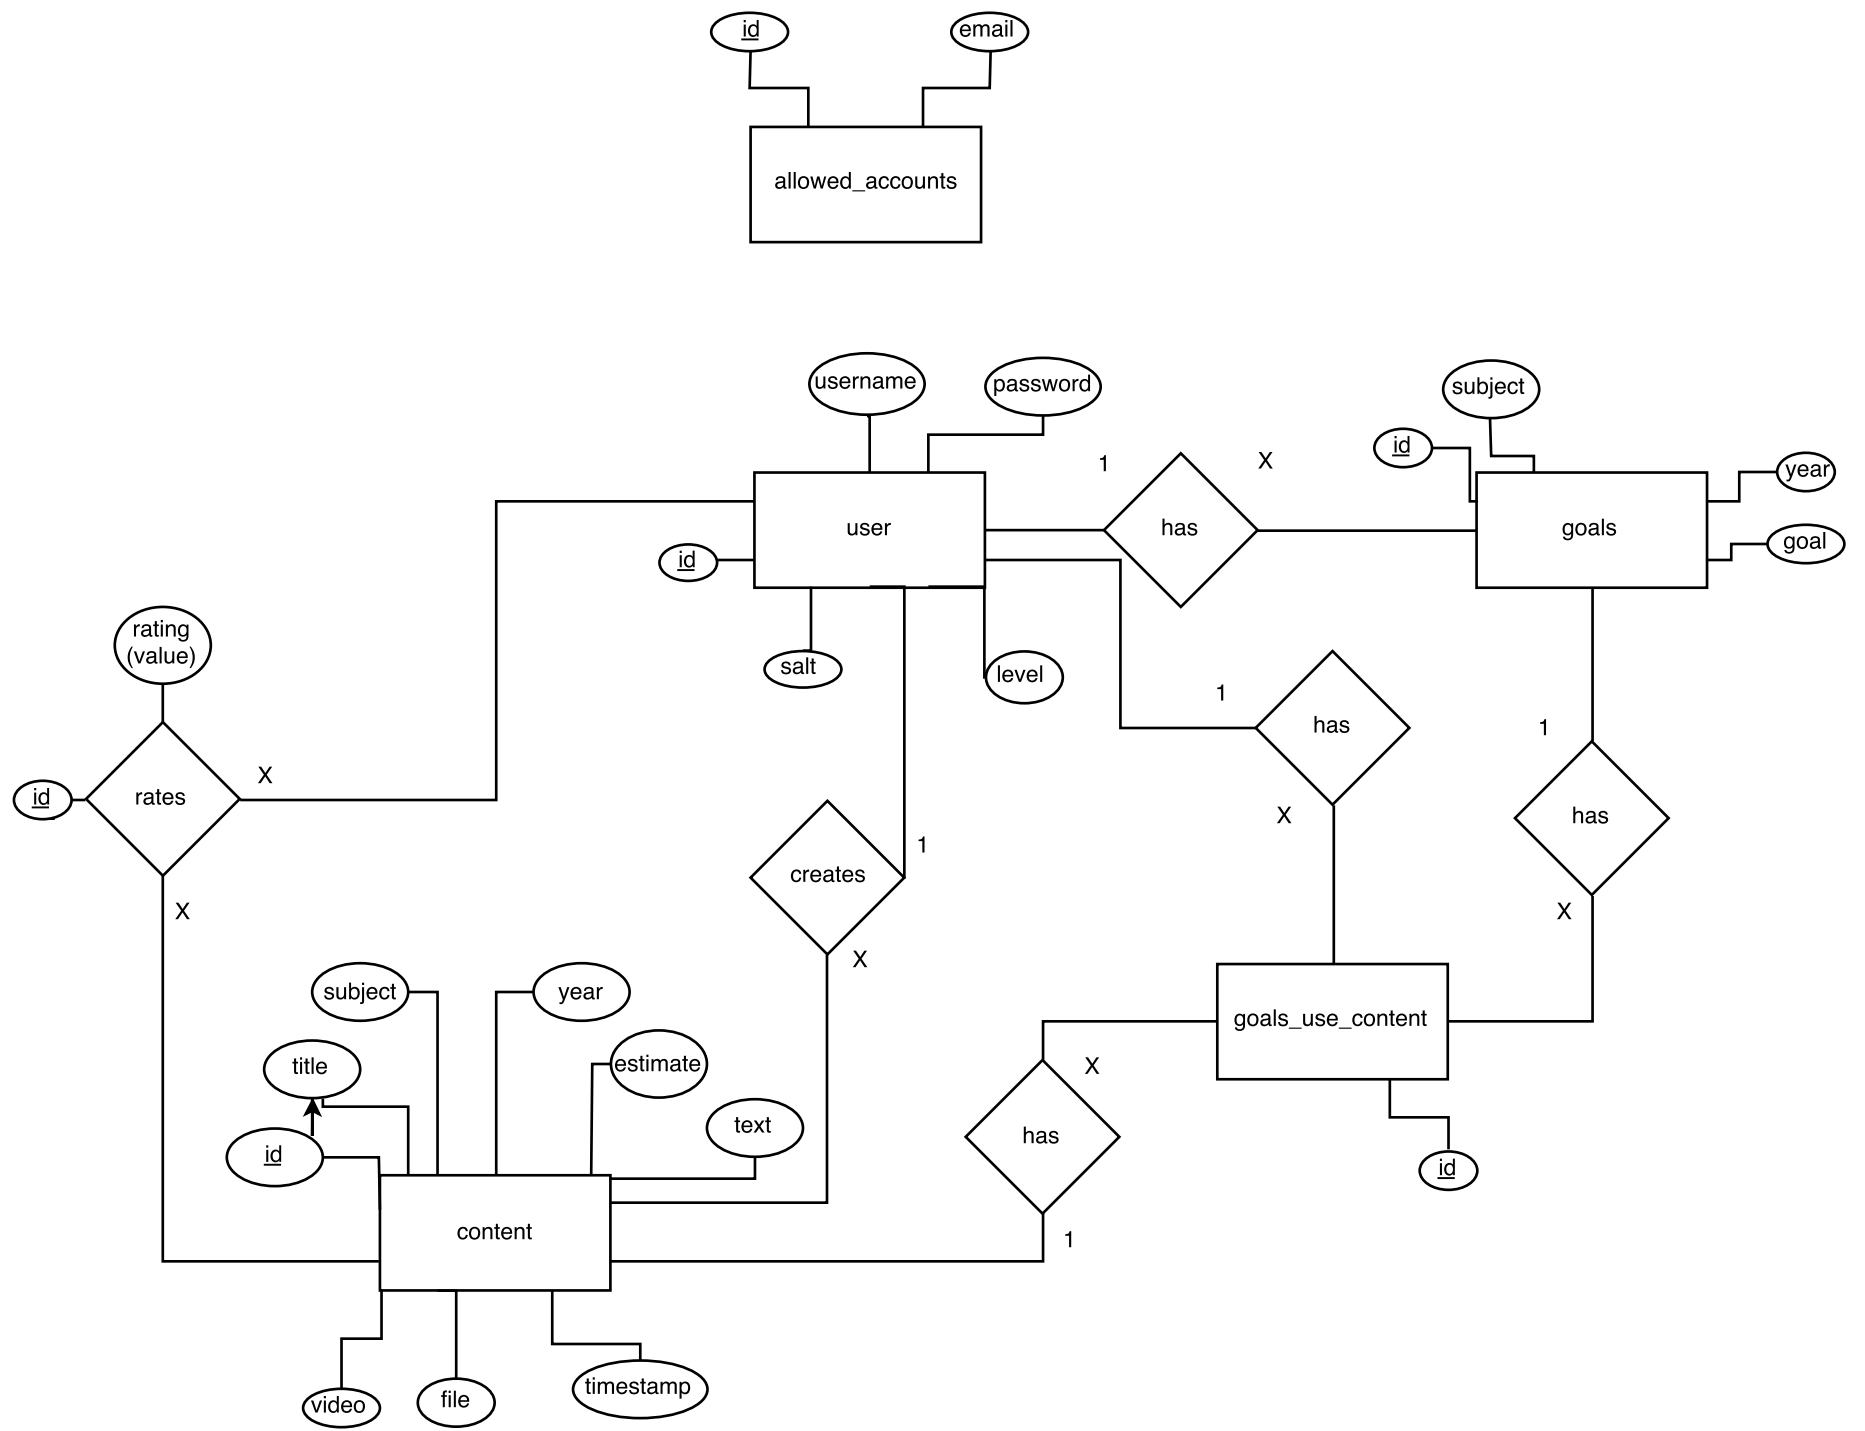 id
email
allowed_accounts
username
password
subject
id
year
goal
1
X
has
user
goals
id
salt
level
rating
(value)
1
has
1
X
id
rates
X
has
X
1
creates
X
X
X
subject
year
goals_use_content
title
estimate
X
text
has
id
id
content
1
video
file
timestamp